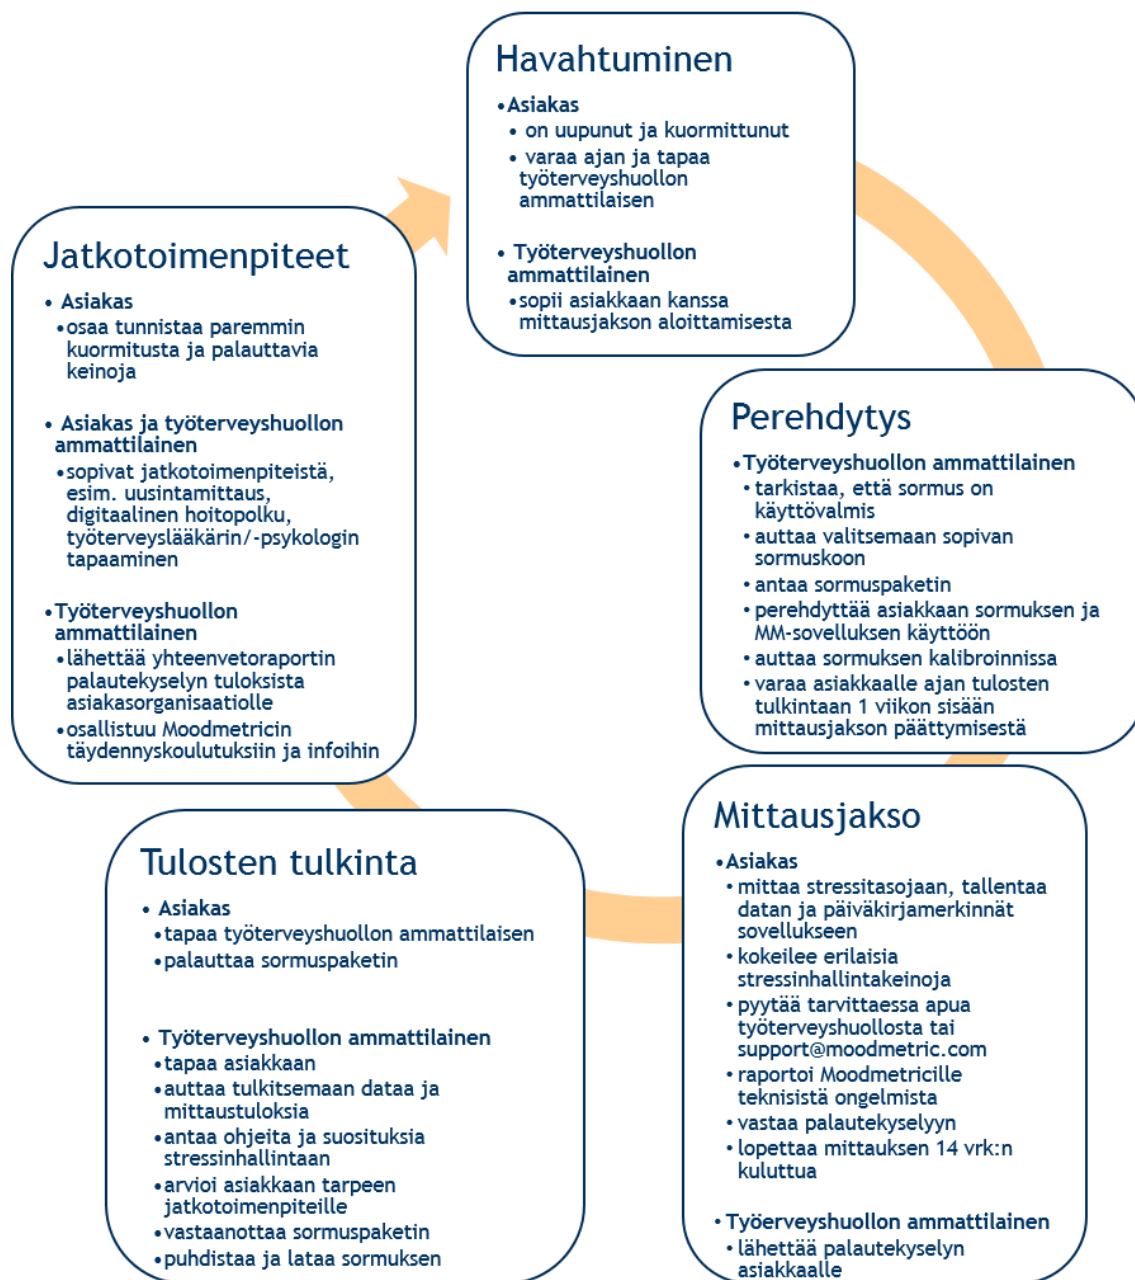 Havahtuminen
•Asiakas
• on uupunut ja kuormittunut
• varaa ajan ja tapaa
työterveyshuollon
ammattilaisen
• Työterveyshuollon
ammattilainen
•sopii asiakkaan kanssa
mittausjakson aloittamisesta
Perehdytys
•Työterveyshuollon ammattilainen
• tarkistaa, että sormus on
käyttövalmis
• auttaa valitsemaan sopivan
sormuskoon
• antaa sormuspaketin
• perehdyttää asiakkaan sormuksen ja
MM-sovelluksen käyttöön
• auttaa sormuksen kalibroinnissa
• varaa asiakkaalle ajan tulosten
tulkintaan 1 viikon sisään
mittausjakson päättymisestä
Mittausjakso
•Asiakas
• mittaa stressitasojaan, tallentaa
datan ja päiväkirjamerkinnät
sovellukseen
• kokeilee erilaisia
stressinhallintakeinoja
• pyytää tarvittaessa apua
työterveyshuollosta tai
support@moodmetric.com
• raportoi Moodmetricille
teknisistä ongelmista
• vastaa palautekyselyyn
• lopettaa mittauksen 14 vrk:n
kuluttua
• Työerveyshuollon ammattilainen
• lähettää palautekyselyn
asiakkaalle
Tulosten tulkinta
• Asiakas
•tapaa työterveyshuollon ammattilaisen
•palauttaa sormuspaketin
• Työterveyshuollon ammattilainen
•tapaa asiakkaan
•auttaa tulkitsemaan dataa ja
mittaustuloksia
•antaa ohjeita ja suosituksia
stressinhallintaan
•arvioi asiakkaan tarpeen
jatkotoimenpiteille
•vastaanottaa sormuspaketin
•puhdistaa ja lataa sormuksen
Jatkotoimenpiteet
• Asiakas
•osaa tunnistaa paremmin
kuormitusta ja palauttavia
keinoja
• Asiakas ja työterveyshuollon
ammattilainen
•sopivat jatkotoimenpiteistä,
esim. uusintamittaus,
digitaalinen hoitopolku,
työterveyslääkärin/-psykologin
tapaaminen
•Työterveyshuollon
ammattilainen
•lähettää yhteenvetoraportin
palautekyselyn tuloksista
asiakasorganisaatiolle
•osallistuu Moodmetricin
täydennyskoulutuksiin ja infoihin